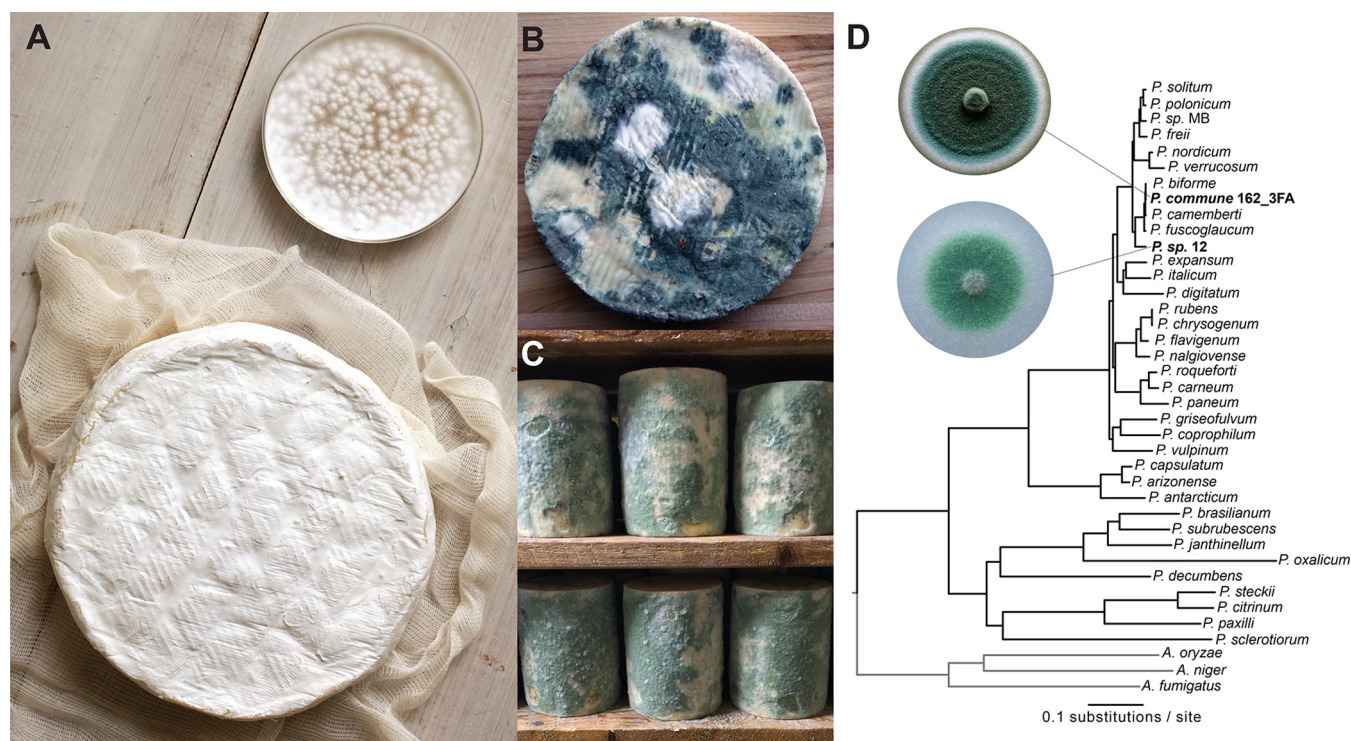 A
B
C
D
P. solitum
P. polonicum
P. sp. MB
P. freii
P. nordicum
P. verrucosum
P. biforme
P. commune 162_3FA
P. camemberti
P. fuscoglaucum
P. sp. 12
P. expansum
P. italicum
P. digitatum
P. rubens
P. chrysogenum
P. flavigenum
P. nalgiovense
P. roqueforti
P. carneum
P. paneum
P. griseofulvum
P. coprophilum
P. vulpinum
P. capsulatum
P. arizonense
P. antarcticum
P. brasilianum
P. subrubescens
P. janthinellum
P. oxalicum
P. decumbens
P. steckii
P. citrinum
P. paxilli
P. sclerotiorum
A. oryzae
A. niger
A. fumigatus
0.1 substitutions / site